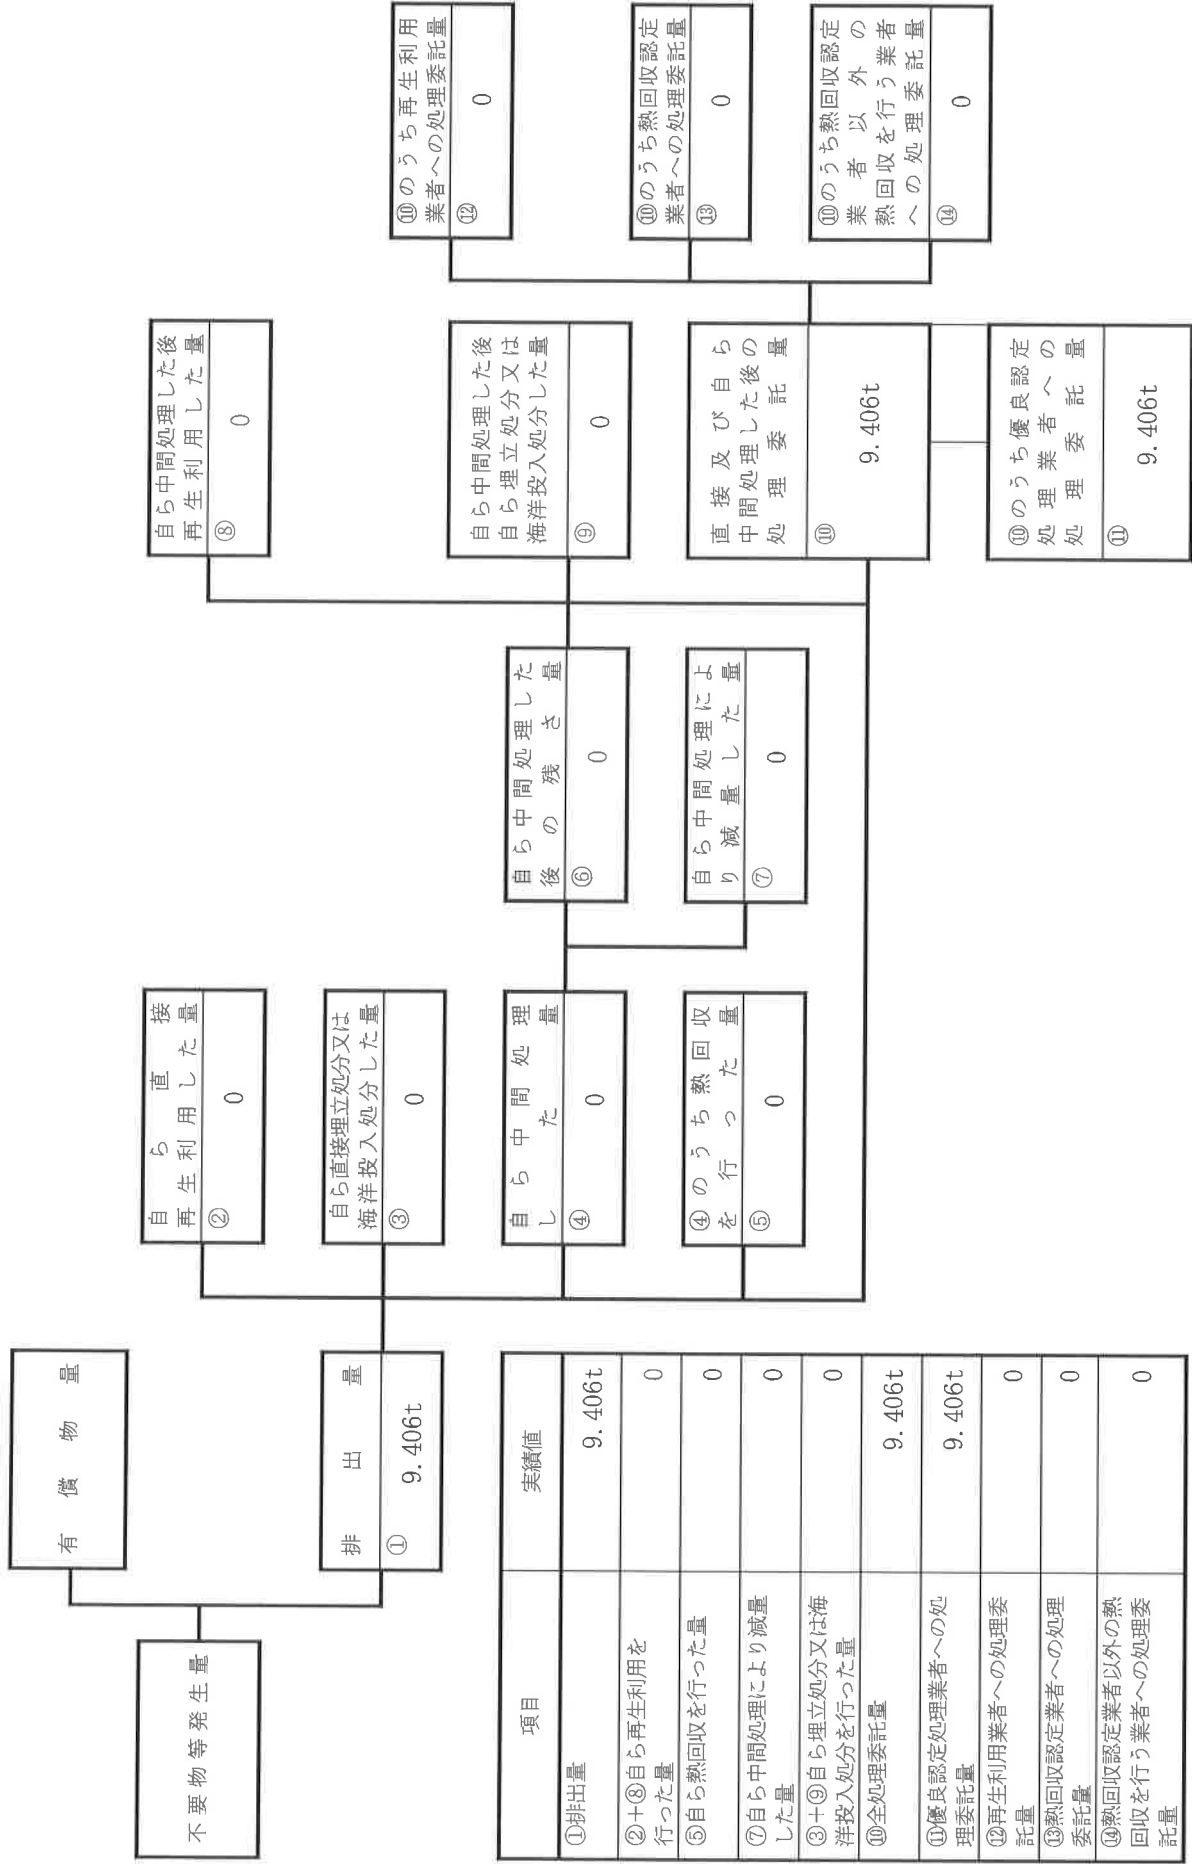 不要物等発生量
有償物量
排出量
① 9.406t
自ら直接
再生利用した量
② 0
自ら直接埋立処分又は
海洋投入処分した量
③ 0
自ら中間処理
した量
④ 0
④のうち熱回収
を行った量
⑤ 0
自ら中間処理した
後の残さ量
⑥ 0
自ら中間処理によ
り減量した量
⑦ 0
自ら中間処理した後
再生利用した量
⑧ 0
自ら中間処理した後
自ら埋立処分又は
海洋投入処分した量
⑨ 0
直接及び自ら
中間処理した後の
処理委託量
⑩ 9.406t
⑩のうち優良認定
処理業者への
処理委託量
⑪ 9.406t
⑩のうち再生利用
業者への処理委託量
⑫ 0
⑩のうち熱回収認定
業者への処理委託量
⑬ 0
⑩のうち熱回収認定
業者以外の
熱回収を行う業者
への処理委託量
⑭ 0
項目 実績値
①排出量 9.406t
②+⑧自ら再生利用を
行った量 0
⑤自ら熱回収を行った量 0
⑦自ら中間処理により減量
した量 0
③+⑨自ら埋立処分又は海
洋投入処分を行った量 0
⑩全処理委託量 9.406t
⑪優良認定処理業者への処
理委託量 9.406t
⑫再生利用業者への処理委
託量 0
⑬熱回収認定業者への処理
委託量 0
⑭熱回収認定業者以外の熱
回収を行う業者への処理委
託量 0